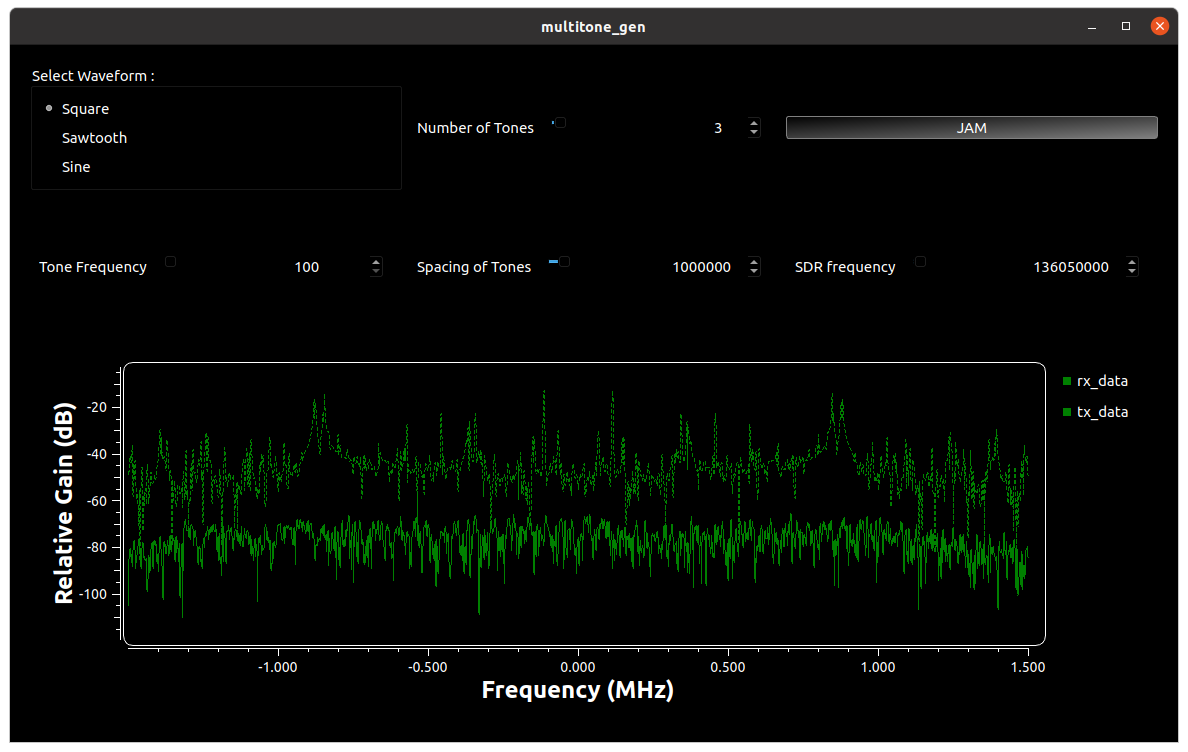 multitone_gen
Select Waveform :
Square
Sawtooth
Sine
Number of Tones 3
JAM
Tone Frequency 100
Spacing of Tones 1000000
SDR frequency 136050000
Relative Gain (dB)
-20
-40
-60
-80
-100
rx_data
tx_data
-1.000 -0.500 0.000 0.500 1.000 1.500
Frequency (MHz)